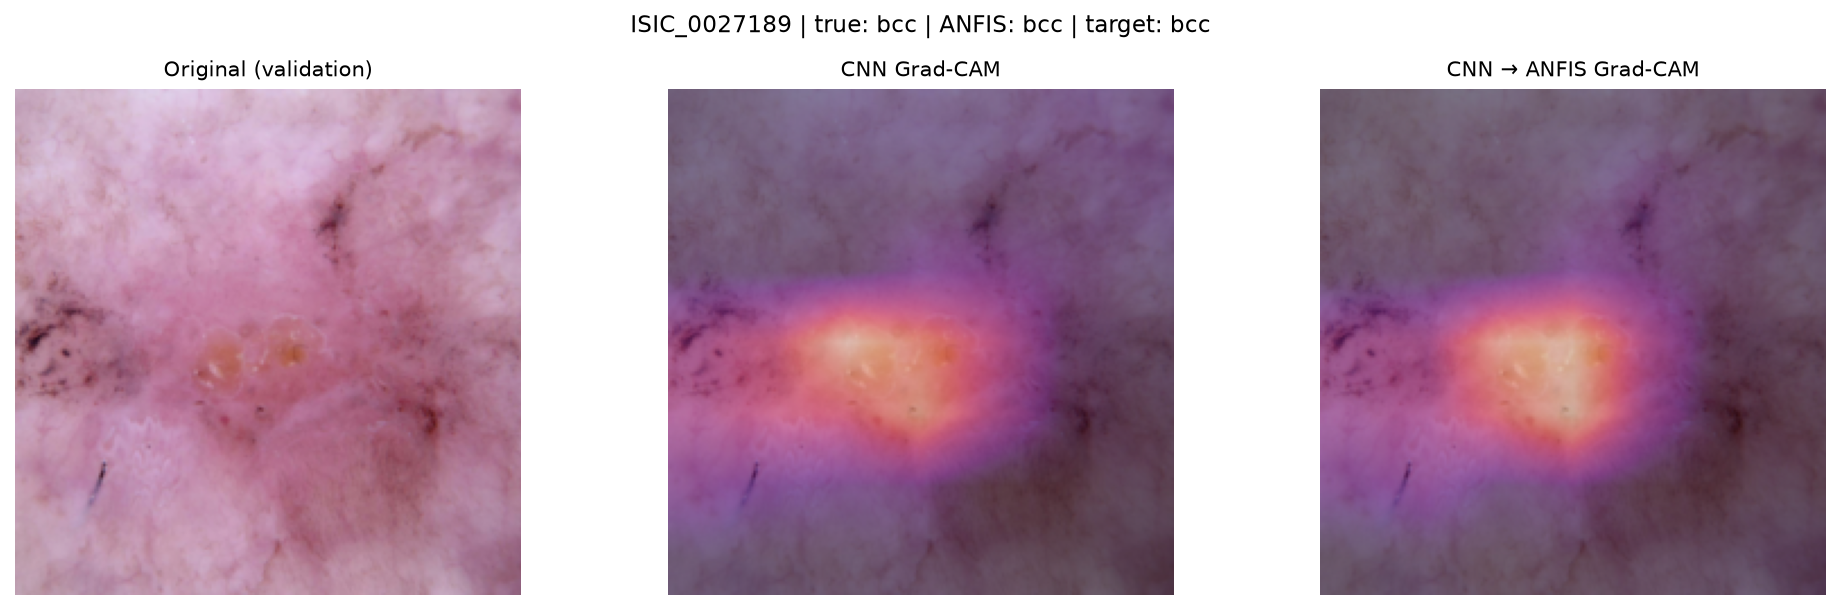 ISIC_0027189 | true: bcc | ANFIS: bcc | target: bcc
Original (validation)
CNN Grad-CAM
CNN → ANFIS Grad-CAM